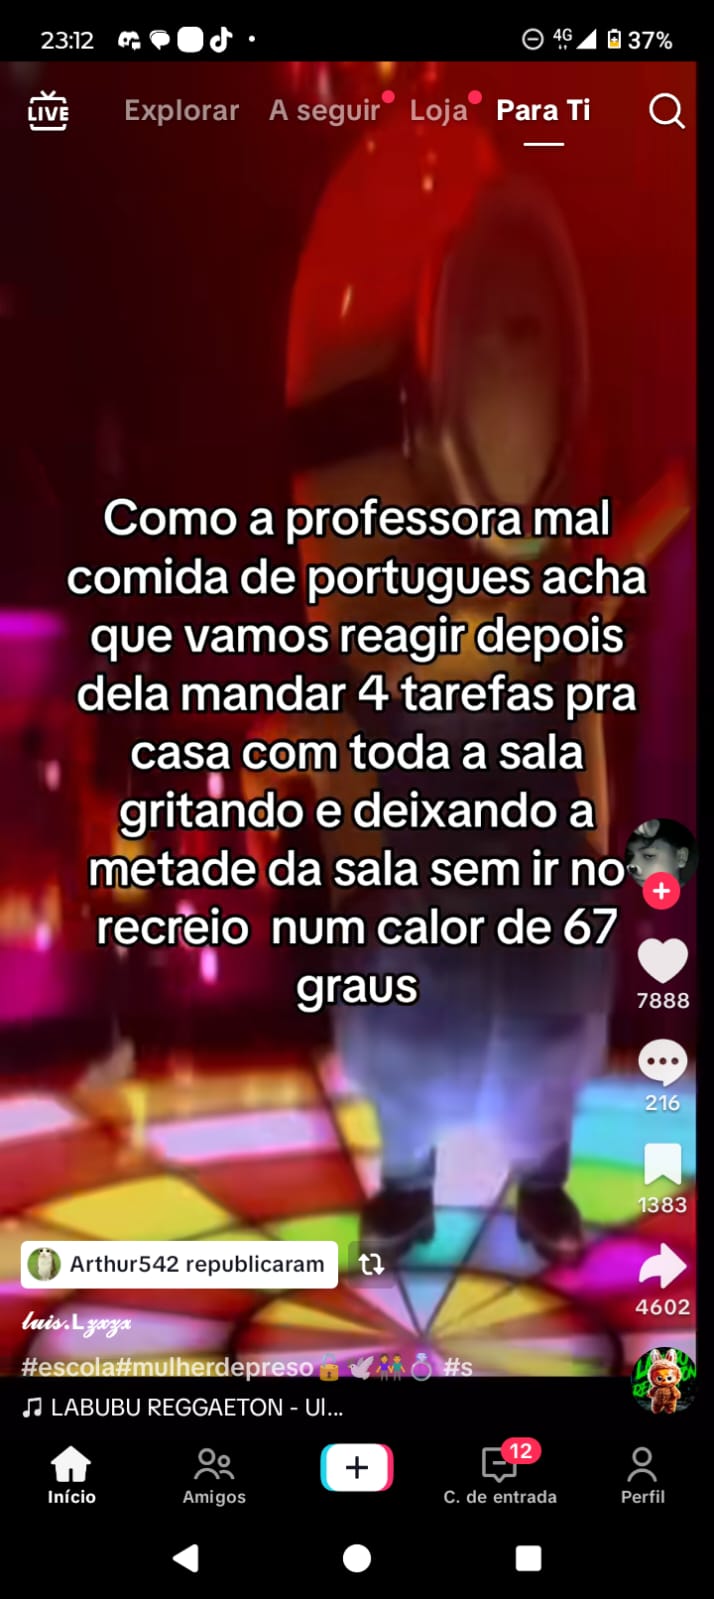 23:12
4G
37%
LIVE
Explorar
A seguir
Loja
Para Ti
Como a professora mal
comida de portugues acha
que vamos reagir depois
dela mandar 4 tarefas pra
casa com toda a sala
gritando e deixando a
metade da sala sem ir no
recreio num calor de 67
graus
7888
216
1383
4602
Arthur542 republicaram
luis.Lzxzx
#escola#mulherdepreso🔓🕊️👫💍 #s
LABUBU REGGAETON - Ul...
Início
Amigos
12
C. de entrada
Perfil